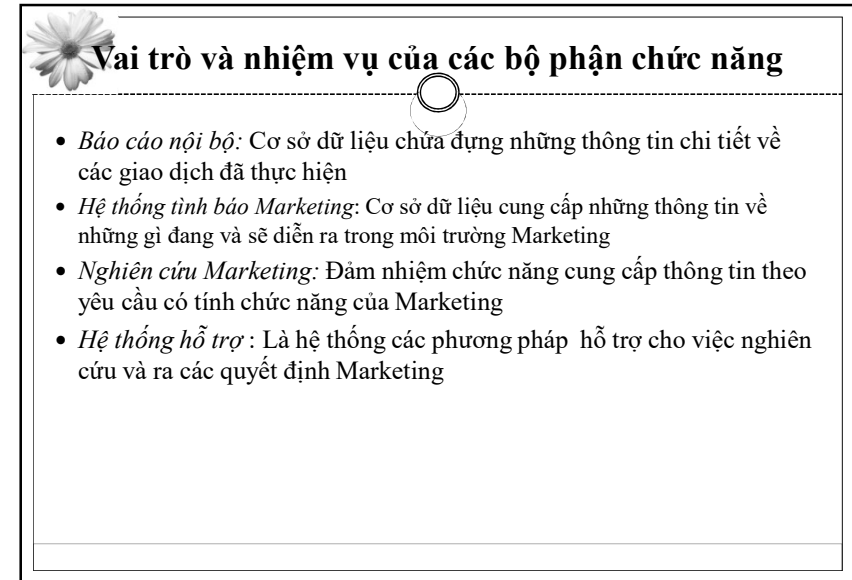 Vai trò và nhiệm vụ của các bộ phận chức năng
• Báo cáo nội bộ: Cơ sở dữ liệu chứa đựng những thông tin chi tiết về
các giao dịch đã thực hiện
• Hệ thống tình báo Marketing: Cơ sở dữ liệu cung cấp những thông tin về
những gì đang và sẽ diễn ra trong môi trường Marketing
• Nghiên cứu Marketing: Đảm nhiệm chức năng cung cấp thông tin theo
yêu cầu có tính chức năng của Marketing
• Hệ thống hỗ trợ : Là hệ thống các phương pháp hỗ trợ cho việc nghiên
cứu và ra các quyết định Marketing